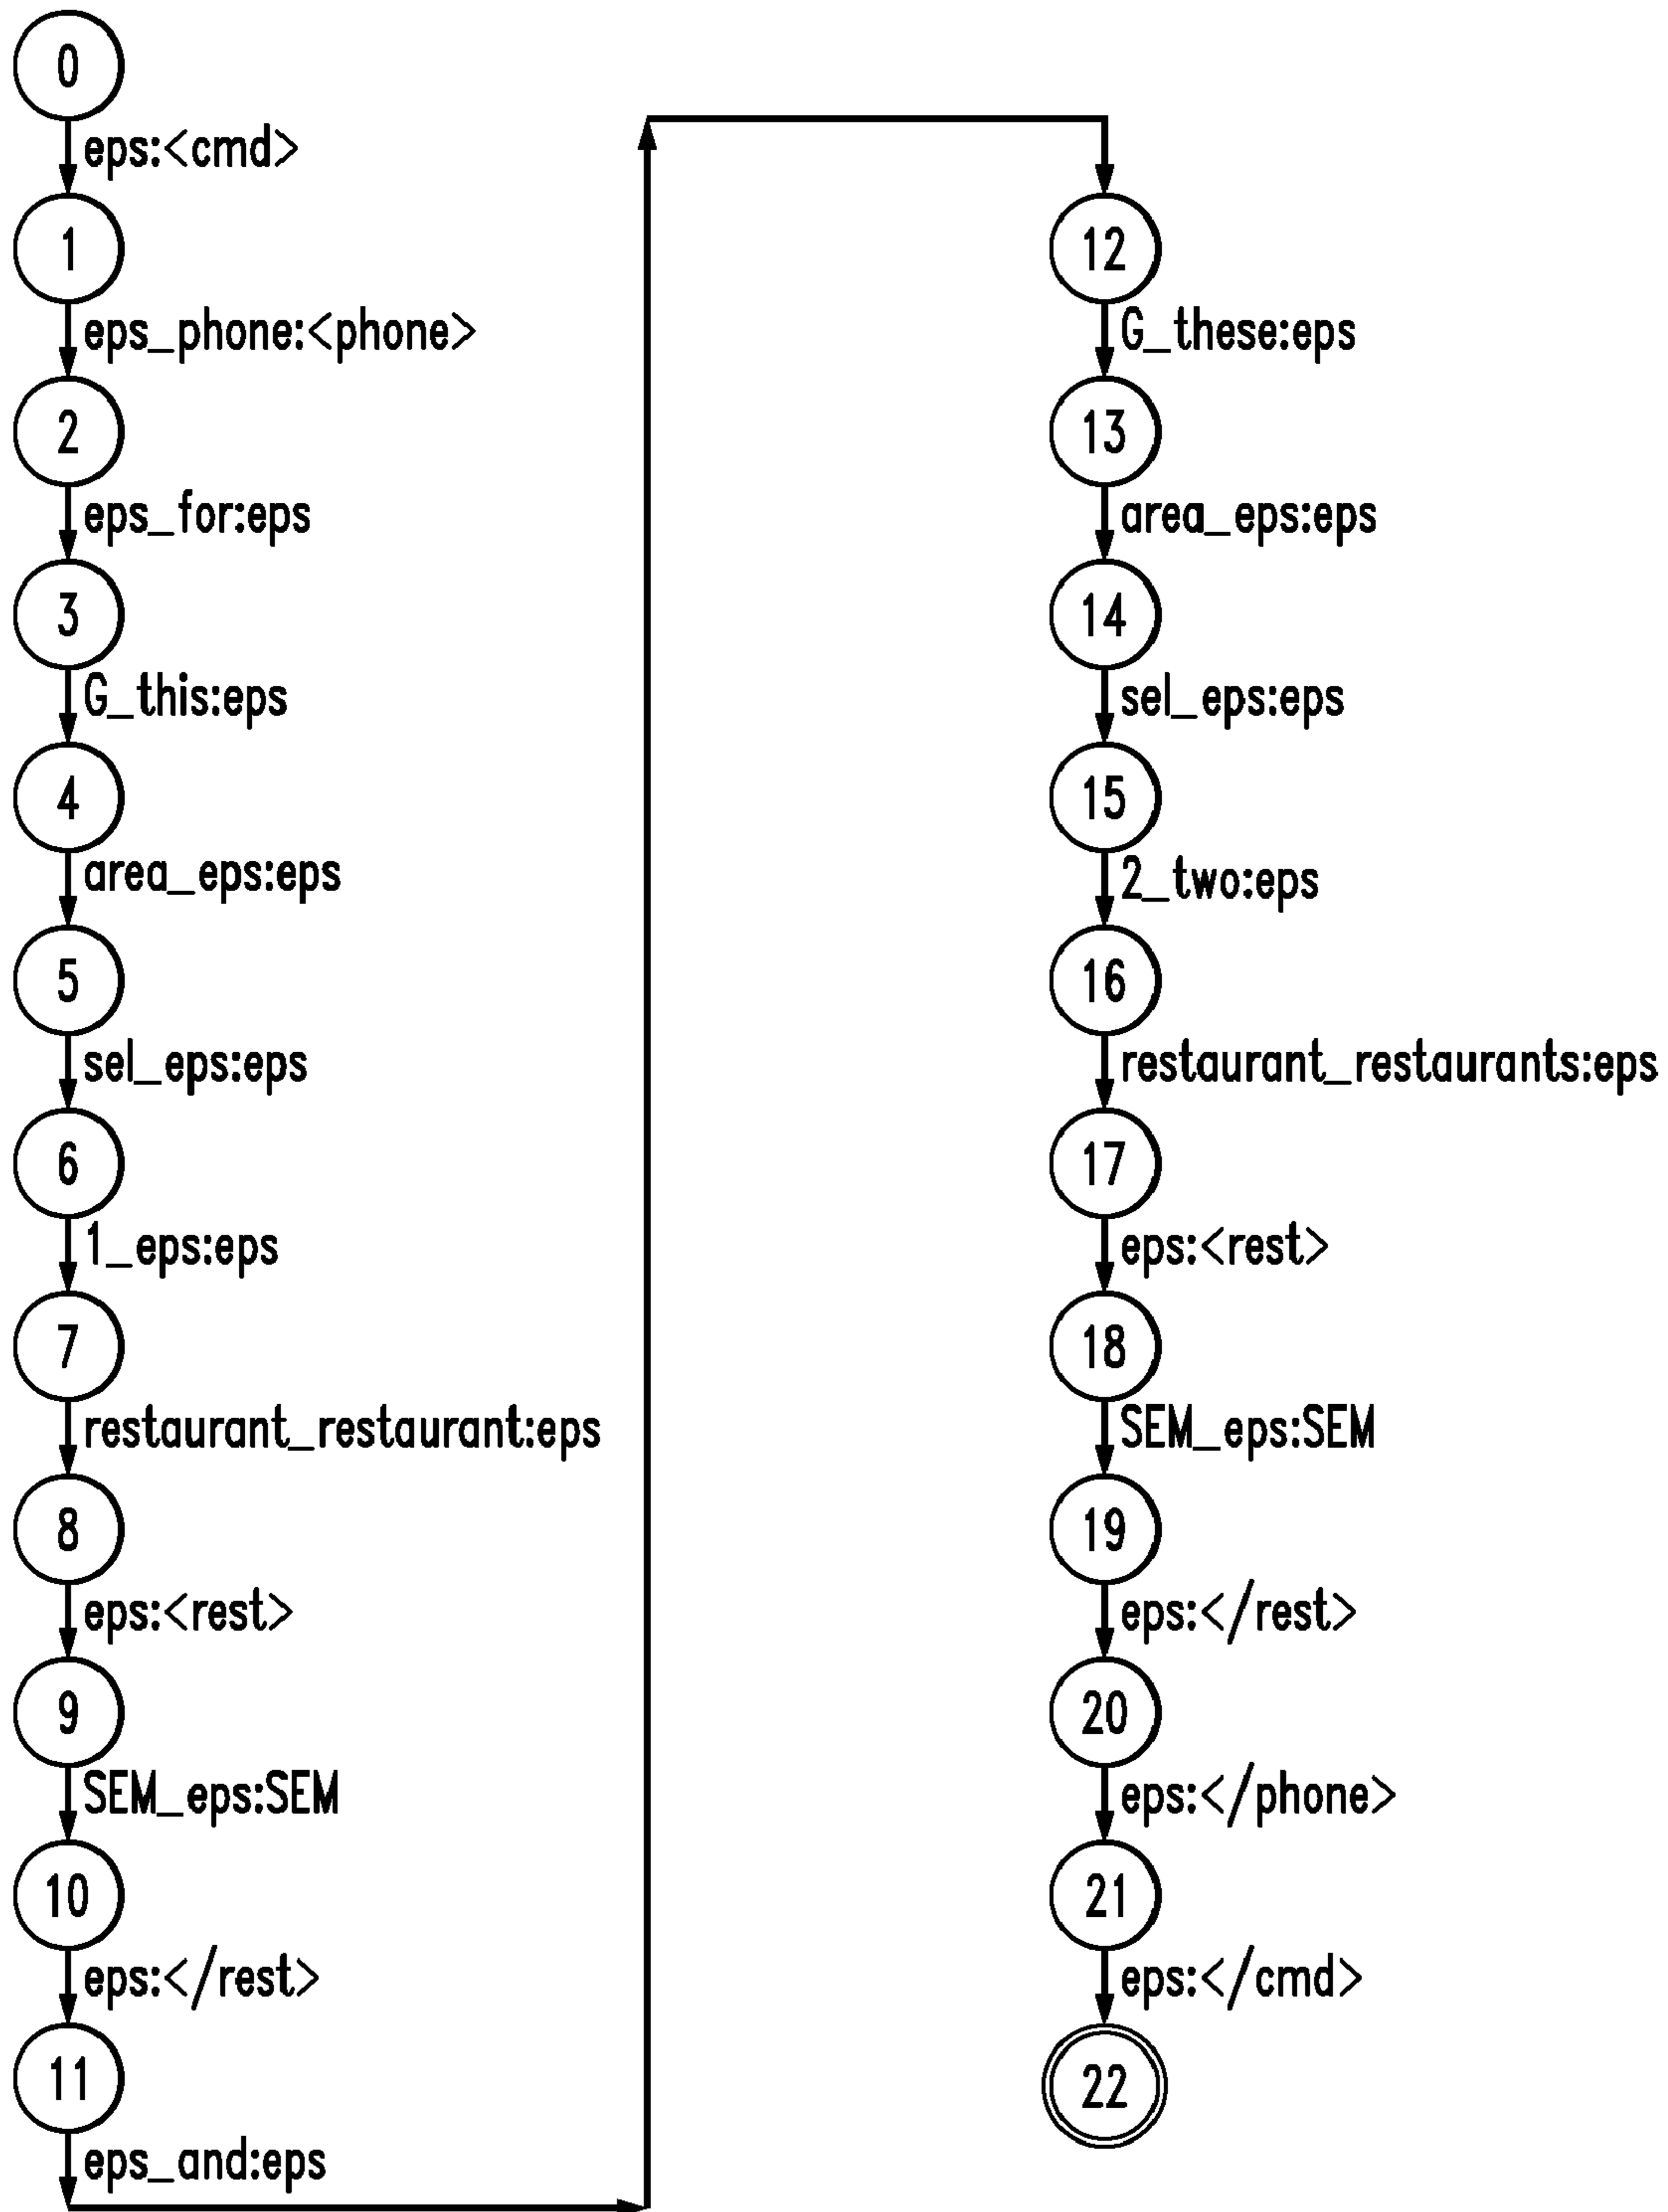 0
eps:<cmd>
1
eps_phone:<phone>
2
eps_for:eps
3
G_this:eps
4
area_eps:eps
5
sel_eps:eps
6
1_eps:eps
7
restaurant_restaurant:eps
8
eps:<rest>
9
SEM_eps:SEM
10
eps:</rest>
11
eps_and:eps
12
G_these:eps
13
area_eps:eps
14
sel_eps:eps
15
2_two:eps
16
restaurant_restaurants:eps
17
eps:<rest>
18
SEM_eps:SEM
19
eps:</rest>
20
eps:</phone>
21
eps:</cmd>
22